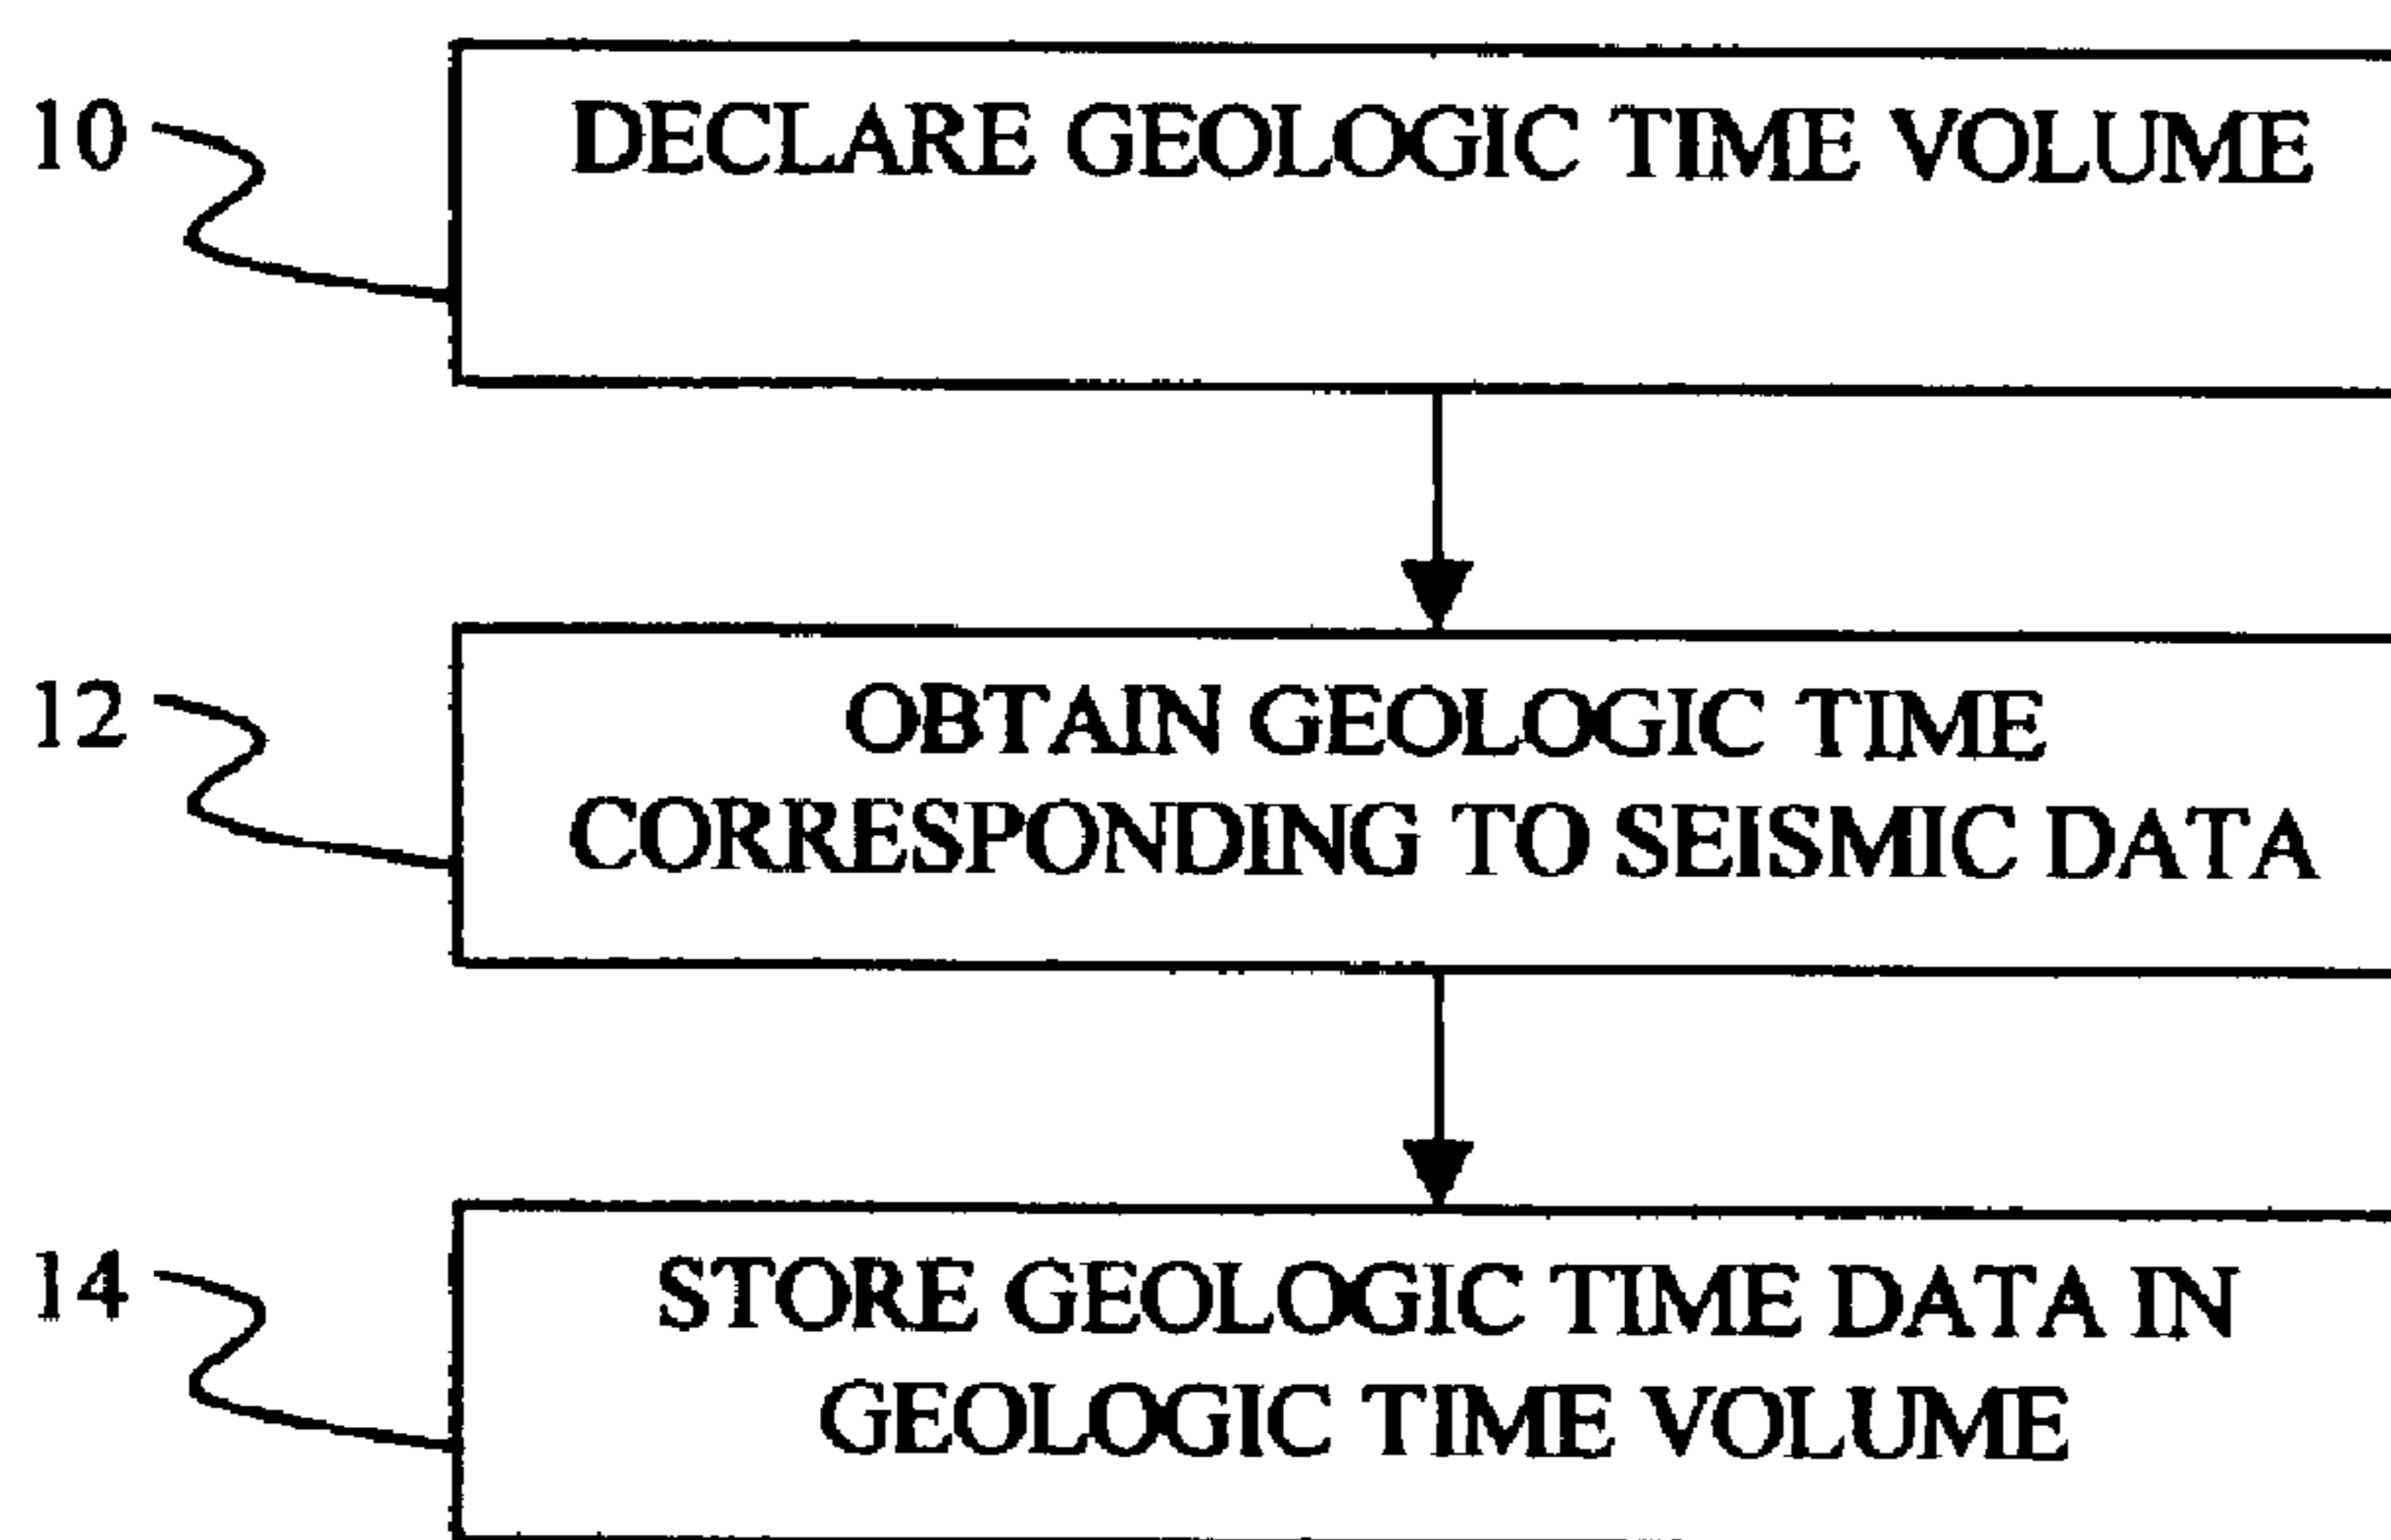 10
DECLARE GEOLOGIC TIME VOLUME
12
OBTAIN GEOLOGIC TIME
CORRESPONDING TO SEISMIC DATA
14
STORE GEOLOGIC TIME DATA IN
GEOLOGIC TIME VOLUME